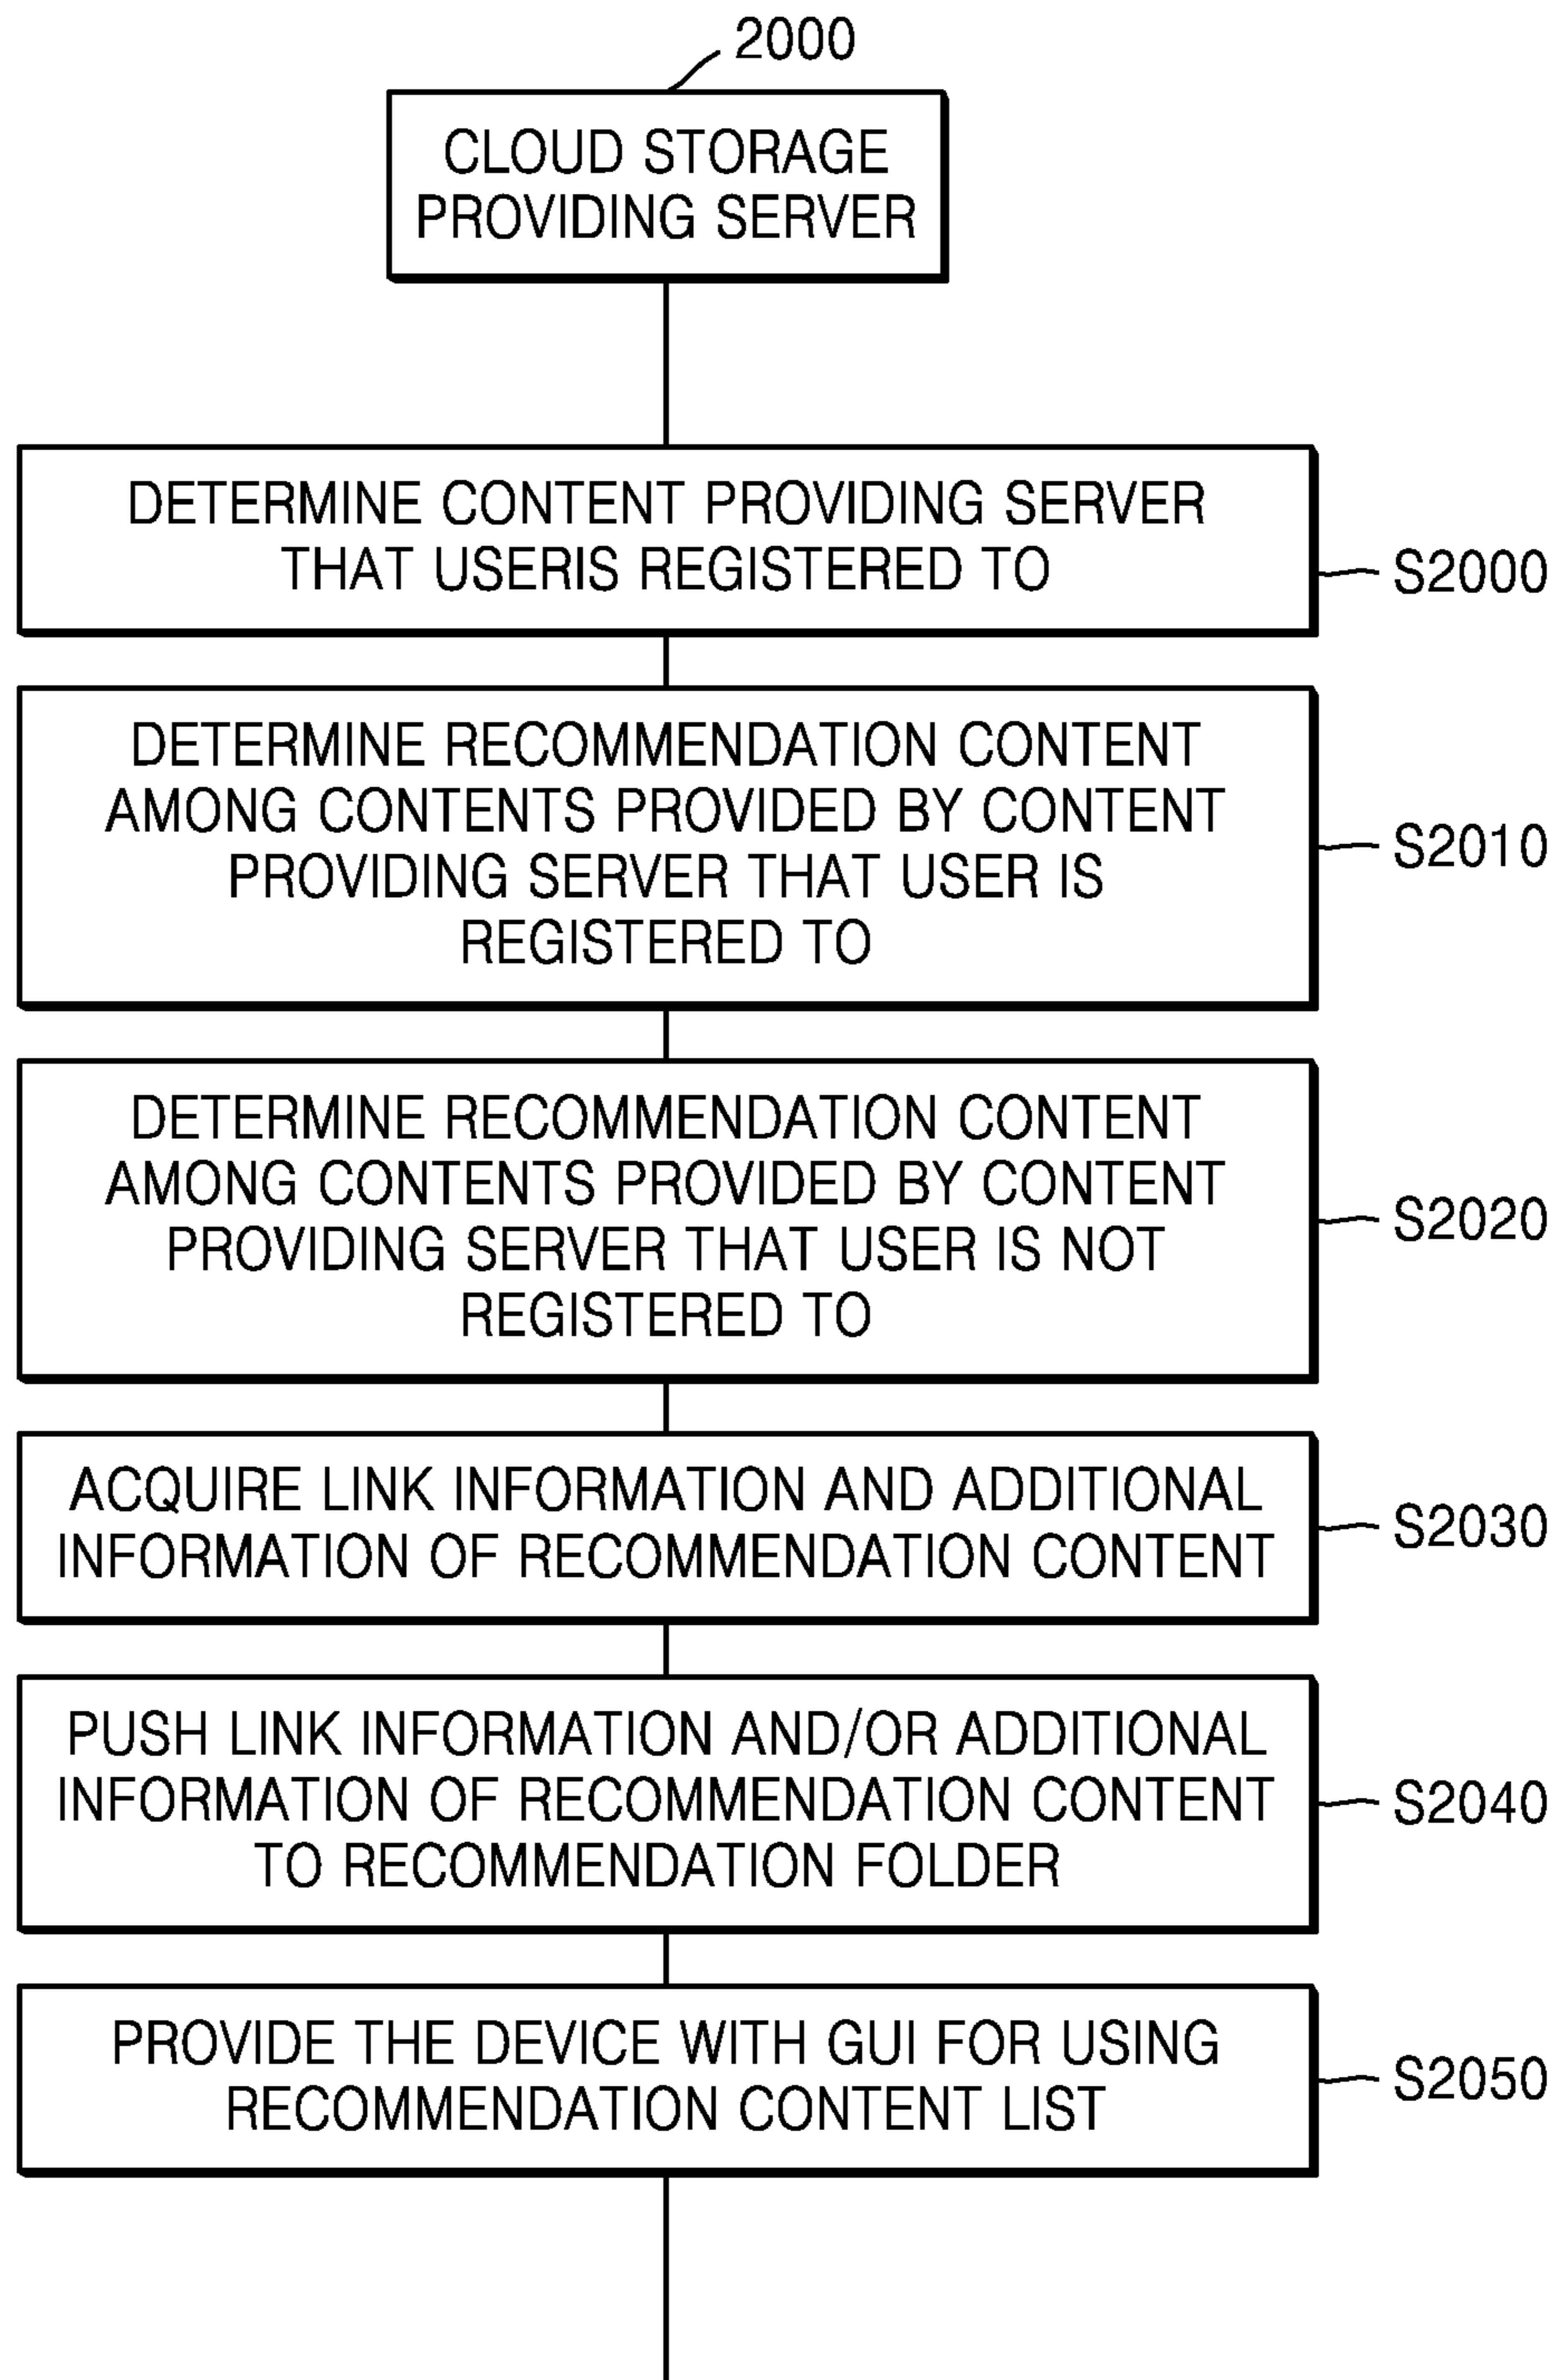 2000
CLOUD STORAGE
PROVIDING SERVER
DETERMINE CONTENT PROVIDING SERVER
THAT USERIS REGISTERED TO
S2000
DETERMINE RECOMMENDATION CONTENT
AMONG CONTENTS PROVIDED BY CONTENT
PROVIDING SERVER THAT USER IS
REGISTERED TO
S2010
DETERMINE RECOMMENDATION CONTENT
AMONG CONTENTS PROVIDED BY CONTENT
PROVIDING SERVER THAT USER IS NOT
REGISTERED TO
S2020
ACQUIRE LINK INFORMATION AND ADDITIONAL
INFORMATION OF RECOMMENDATION CONTENT
S2030
PUSH LINK INFORMATION AND/OR ADDITIONAL
INFORMATION OF RECOMMENDATION CONTENT
TO RECOMMENDATION FOLDER
S2040
PROVIDE THE DEVICE WITH GUI FOR USING
RECOMMENDATION CONTENT LIST
S2050